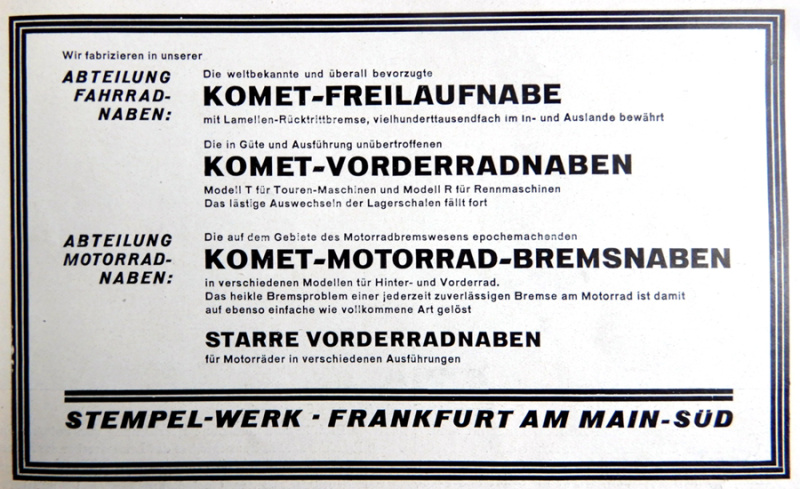 Wir fabrizieren in unserer
ABTEILUNG
FAHRRAD-
NABEN:
Die weltbekannte und überall bevorzugte
KOMET-FREILAUFNABE
mit Lamellen-Rücktrittbremse, vielhunderttausendfach im In- und Auslande bewährt
Die in Güte und Ausführung unübertroffenen
KOMET-VORDERRADNABEN
Modell T für Touren-Maschinen und Modell R für Rennmaschinen
Das lästige Auswechseln der Lagerschalen fällt fort
ABTEILUNG
MOTORRAD-
NABEN:
Die auf dem Gebiete des Motorradbremswesens epochemachenden
KOMET-MOTORRAD-BREMSNABEN
in verschiedenen Modellen für Hinter- und Vorderrad.
Das heikle Bremsproblem einer jederzeit zuverlässigen Bremse am Motorrad ist damit
auf ebenso einfache wie vollkommene Art gelöst
STARRE VORDERRADNABEN
für Motorräder in verschiedenen Ausführungen
STEMPEL-WERK · FRANKFURT AM MAIN-SÜD